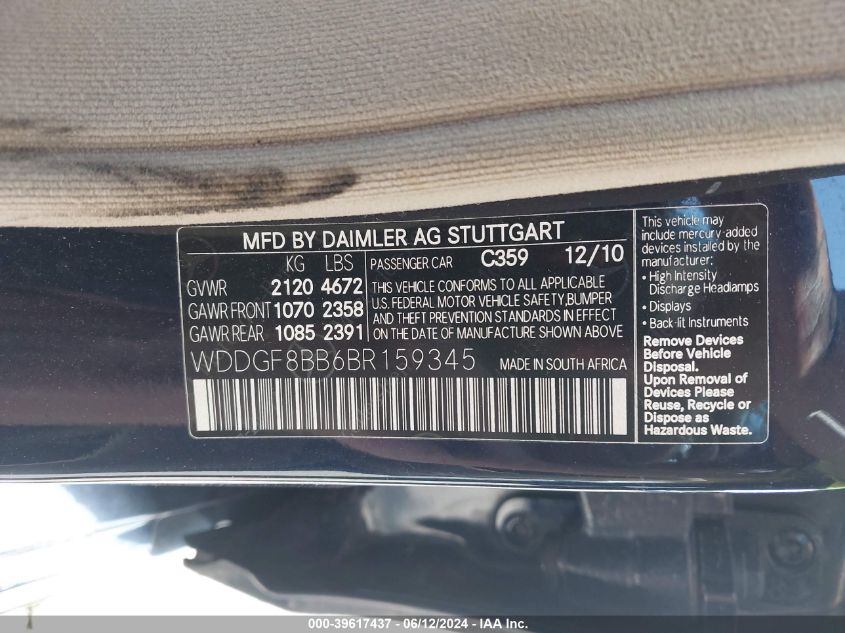 MFD BY DAIMLER AG STUTTGART
KG LBS
GVWR 2120 4672
GAWR FRONT 1070 2358
GAWR REAR 1085 2391
PASSENGER CAR C359 12/10
THIS VEHICLE CONFORMS TO ALL APPLICABLE
U.S. FEDERAL MOTOR VEHICLE SAFETY,BUMPER
AND THEFT PREVENTION STANDARDS IN EFFECT
ON THE DATE OF MANUFACTURE SHOWN ABOVE
WDDGF8BB6BR159345 MADE IN SOUTH AFRICA
This vehicle may
include mercury-added
devices installed by the
manufacturer:
• High Intensity
Discharge Headlamps
• Displays
• Back-lit Instruments
Remove Devices
Before Vehicle
Disposal.
Upon Removal of
Devices Please
Reuse, Recycle or
Dispose as
Hazardous Waste.
000-39617437 - 06/12/2024 - IAA, Inc.